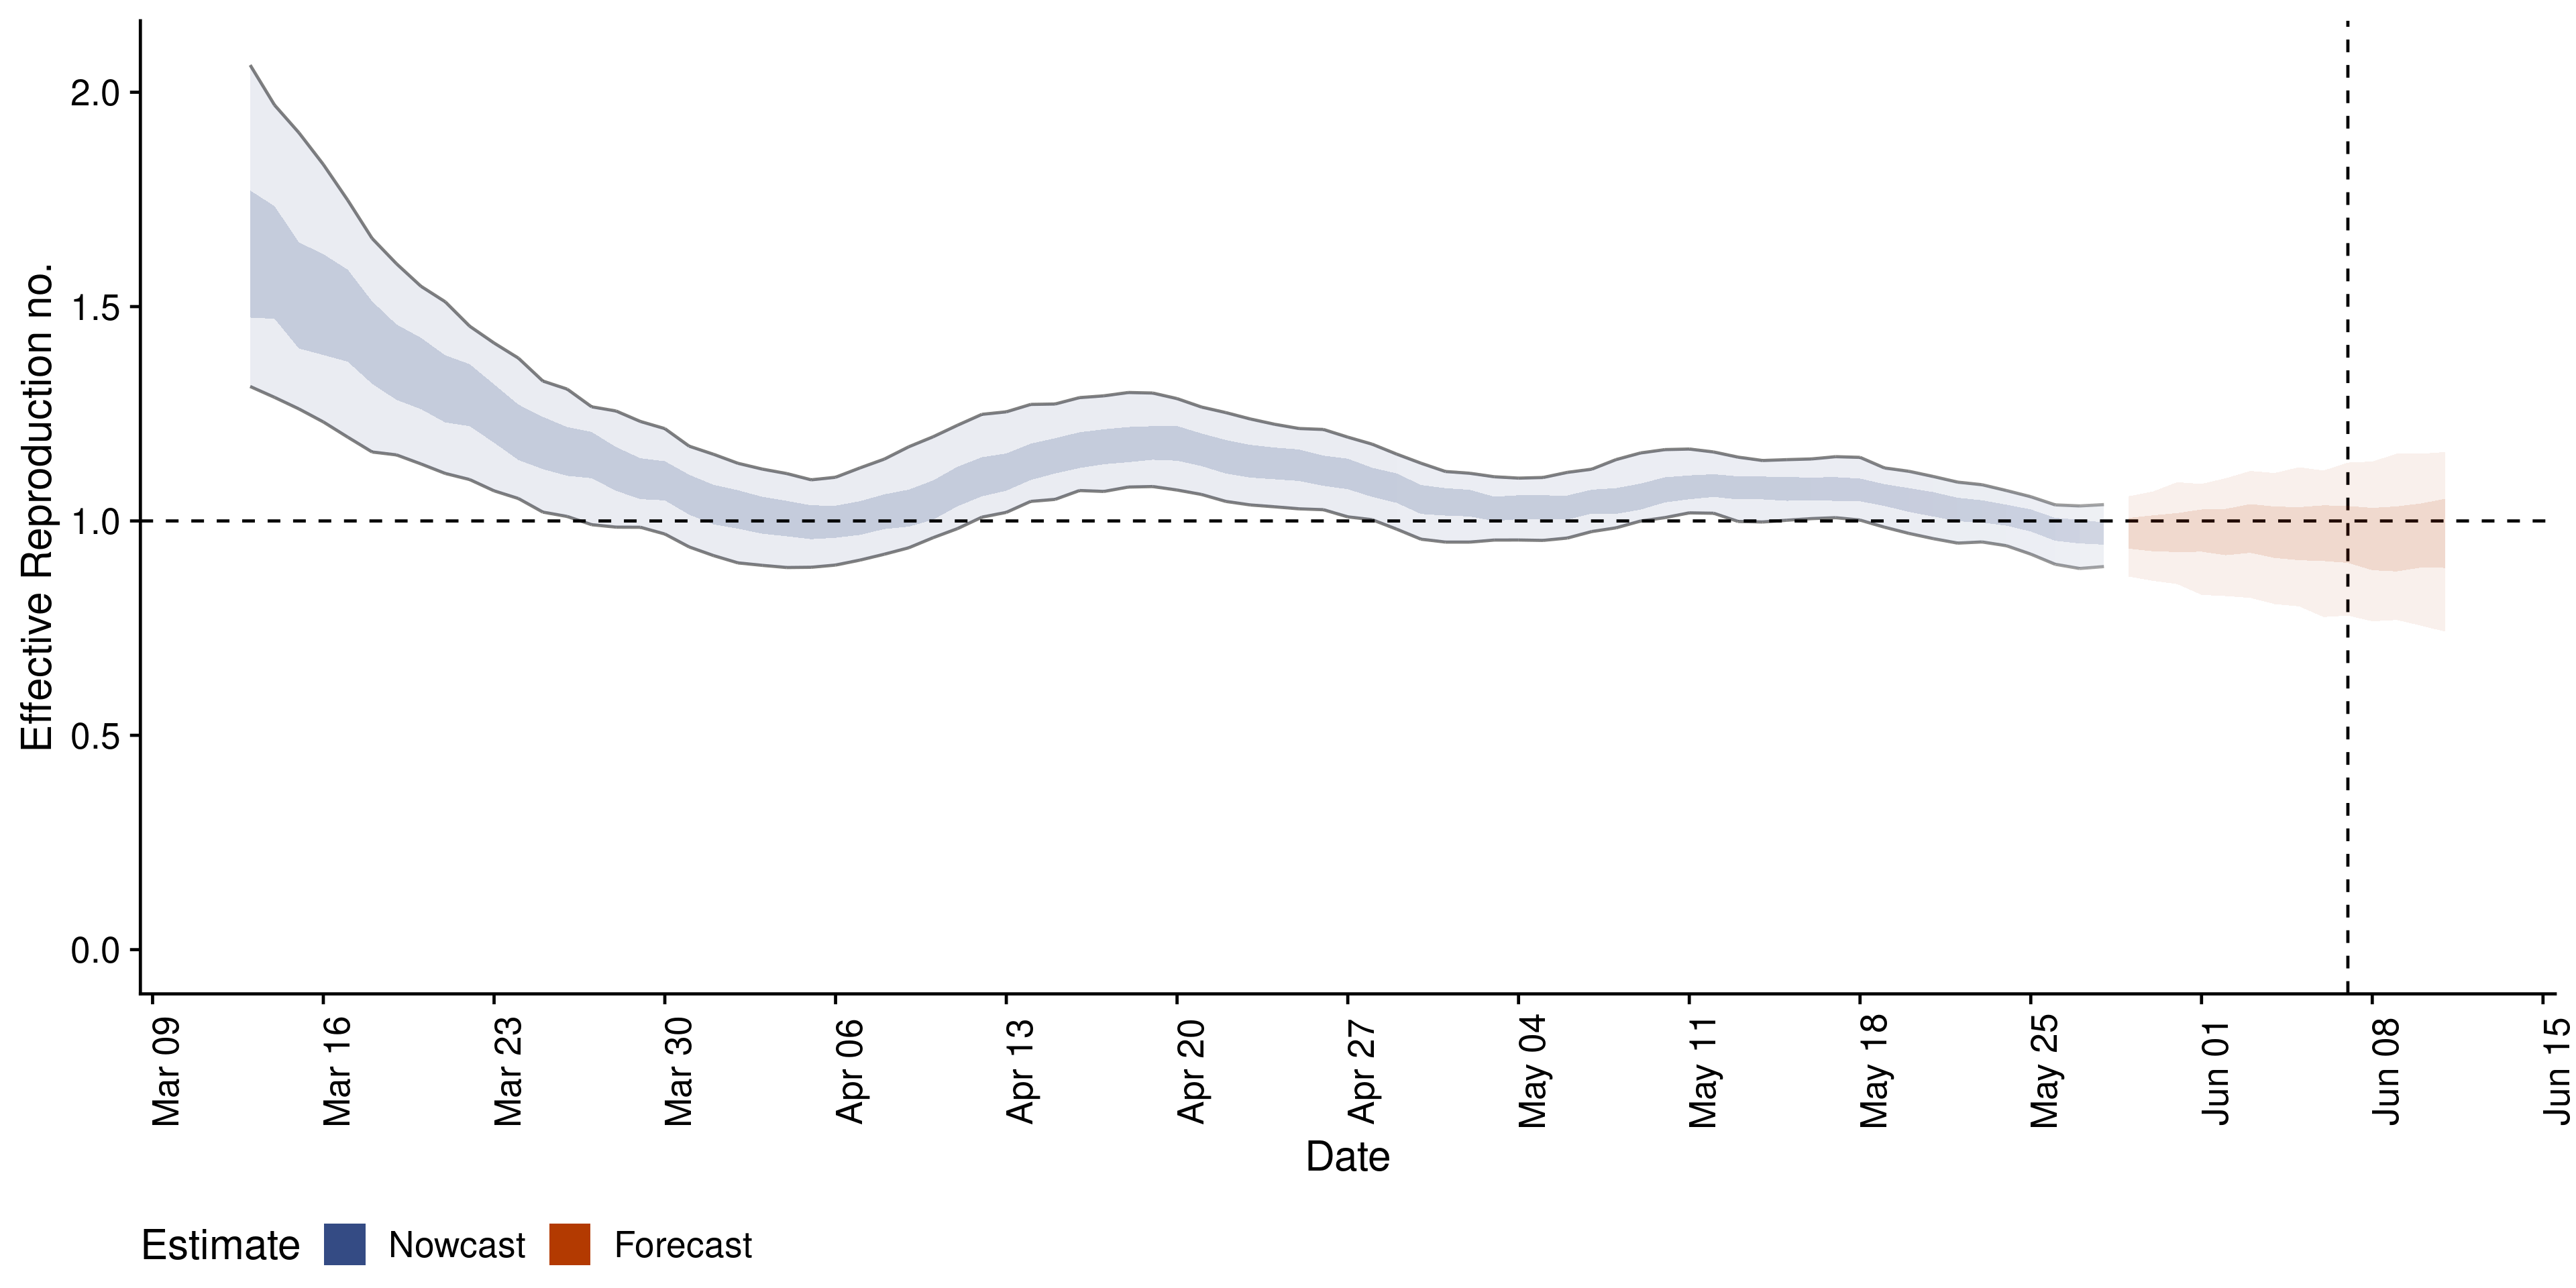 Effective Reproduction no.
2.0
1.5
1.0
0.5
0.0
Mar 09
Mar 16
Mar 23
Mar 30
Apr 06
Apr 13
Apr 20
Apr 27
May 04
May 11
May 18
May 25
Jun 01
Jun 08
Jun 15
Date
Estimate Nowcast Forecast